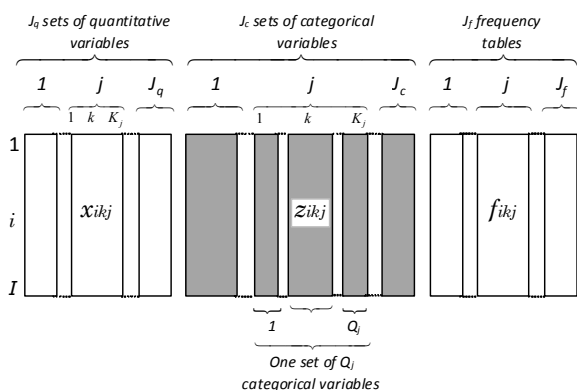 J_q sets of quantitative variables
J_c sets of categorical variables
J_f frequency tables
1 j J_q 1 j J_c 1 j J_f
1 k K_j 1 k K_j
1
i
I
x_ikj z_ikj f_ikj
1 Q_j
One set of Q_j
categorical variables